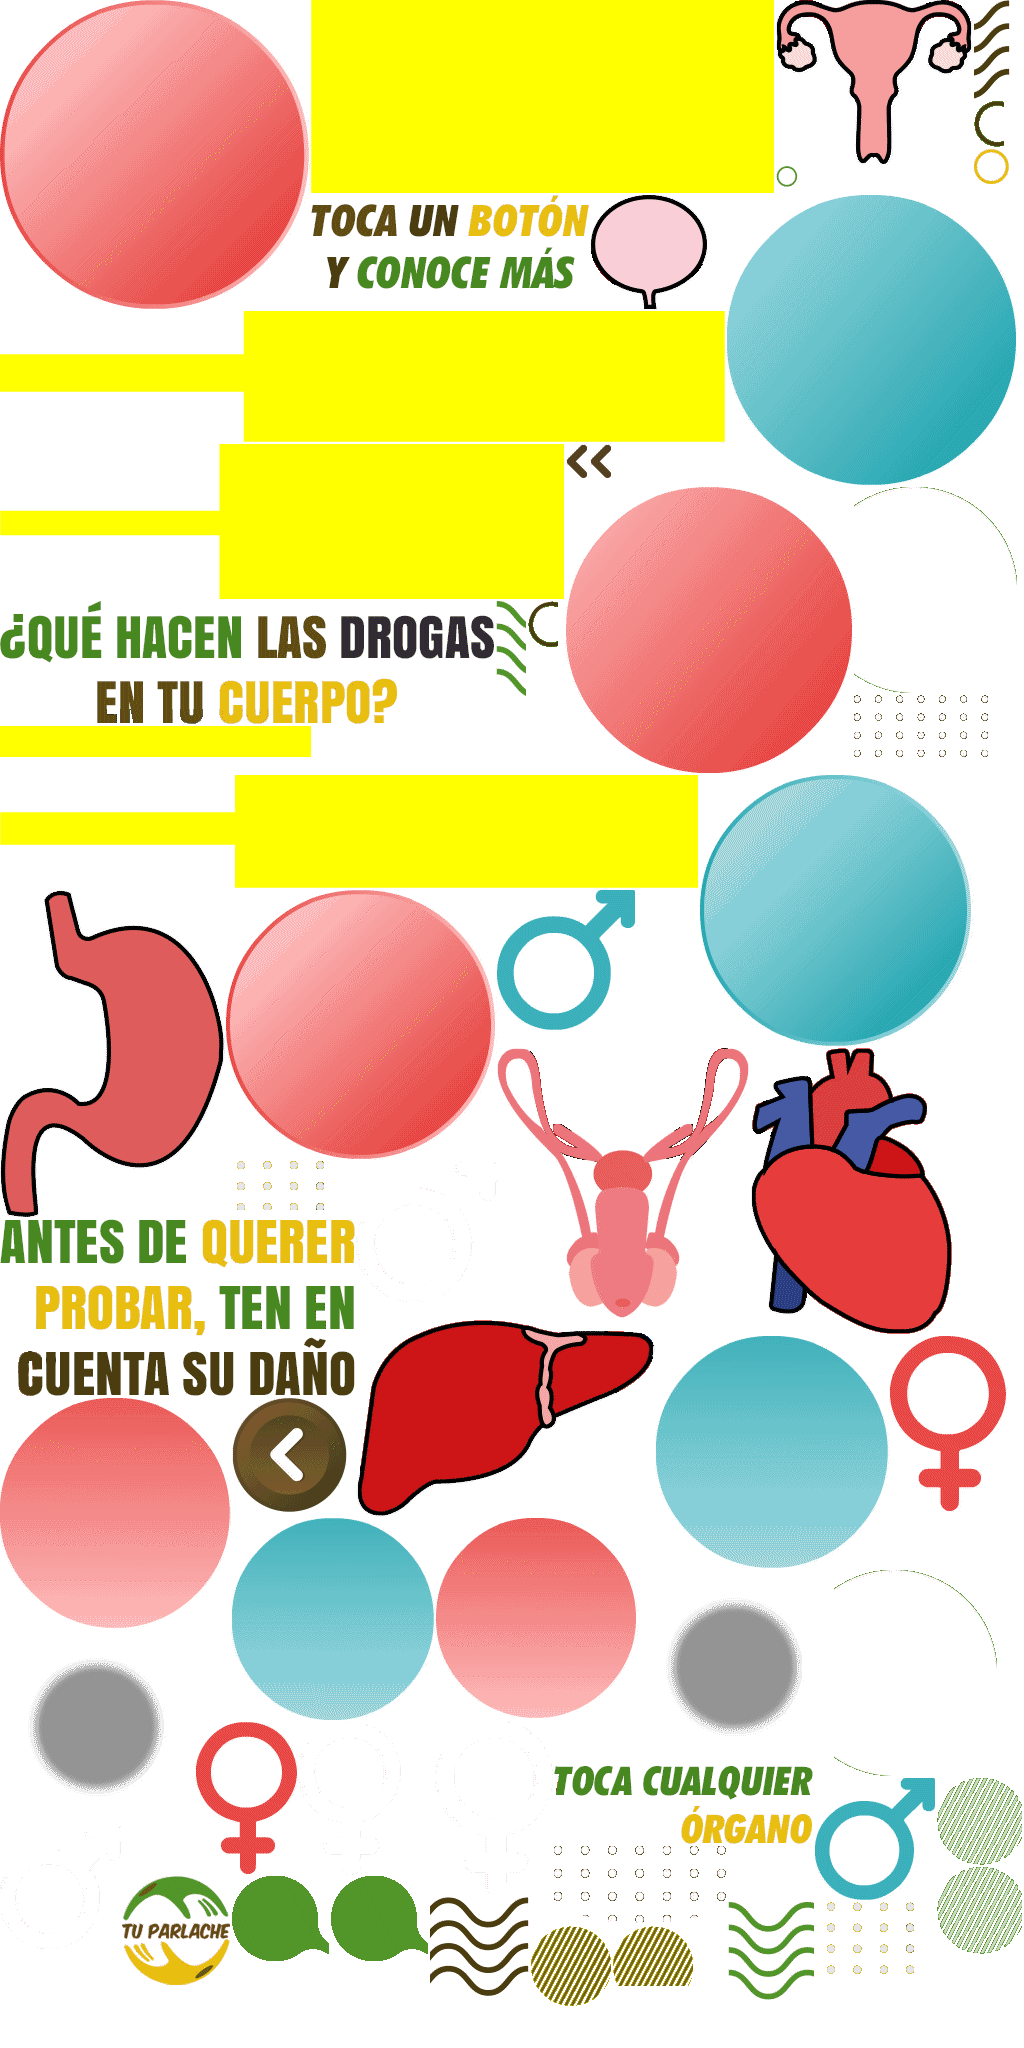 TOCA UN BOTÓN
Y CONOCE MÁS
¿QUÉ HACEN LAS DROGAS
EN TU CUERPO?
ANTES DE QUERER
PROBAR, TEN EN
CUENTA SU DAÑO
TOCA CUALQUIER
ÓRGANO
TU PARLACHE